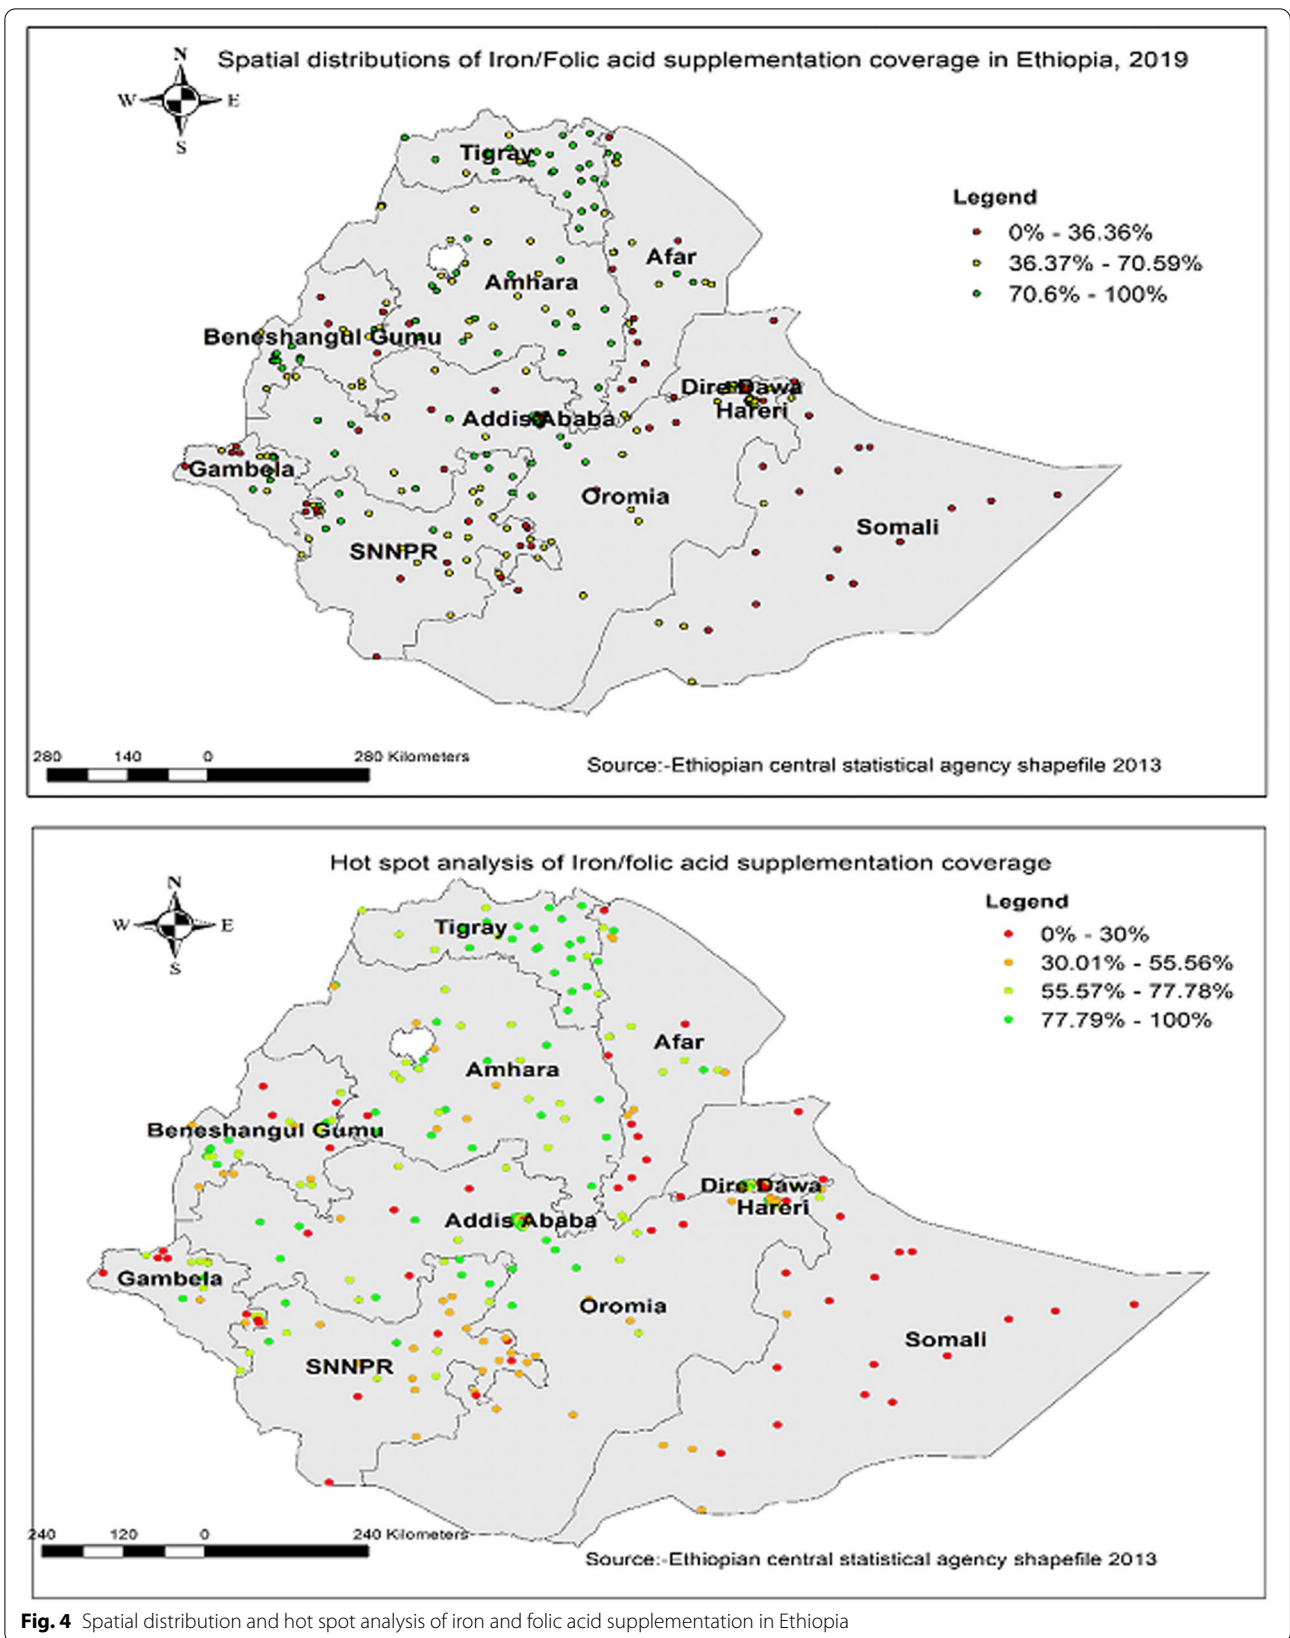 Spatial distributions of Iron/Folic acid supplementation coverage in Ethiopia, 2019
N
W E
S
Tigray
Legend
0% - 36.36%
36.37% - 70.59%
70.6% - 100%
Afar
Amhara
Beneshangul Gumu
Dire Dawa
Hareri
Addis Ababa
Gambela
Oromia
Somali
SNNPR
280 140 0 280 Kilometers
Source:-Ethiopian central statistical agency shapefile 2013
Hot spot analysis of Iron/folic acid supplementation coverage
N
W E
S
Legend
0% - 30%
30.01% - 55.56%
55.57% - 77.78%
77.79% - 100%
Tigray
Afar
Amhara
Beneshangul Gumu
Dire Dawa
Hareri
Addis Ababa
Gambela
Oromia
Somali
SNNPR
240 120 0 240 Kilometers
Source:-Ethiopian central statistical agency shapefile 2013
Fig. 4 Spatial distribution and hot spot analysis of iron and folic acid supplementation in Ethiopia